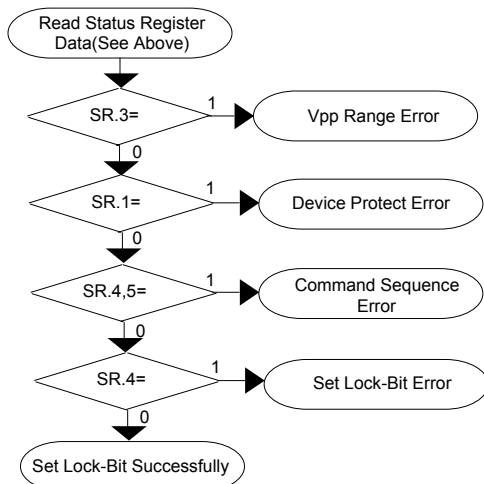 Read Status Register
Data(See Above)
SR.3=
1
Vpp Range Error
0
SR.1=
1
Device Protect Error
0
SR.4,5=
1
Command Sequence
Error
0
SR.4=
1
Set Lock-Bit Error
0
Set Lock-Bit Successfully